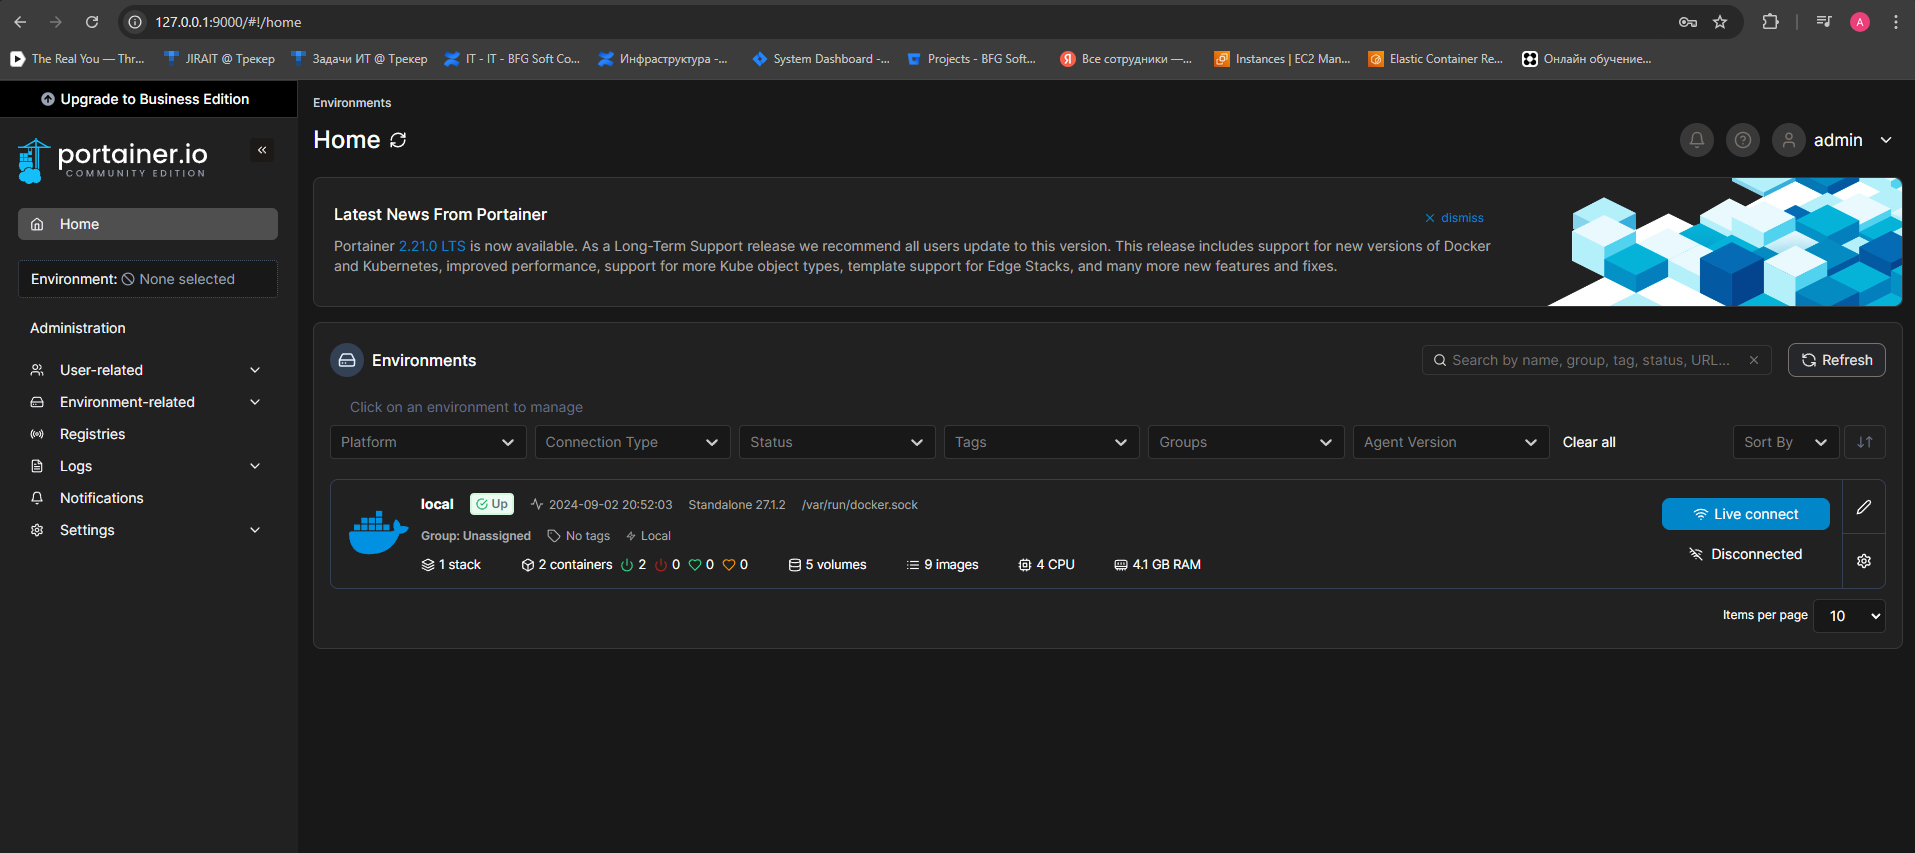 127.0.0.1:9000/#!/home
A
The Real You — Thr...
JIRAIT @ Трекер
Задачи ИТ @ Трекер
IT - IT - BFG Soft Co...
Инфраструктура -...
System Dashboard -...
Projects - BFG Soft...
Я
Все сотрудники —...
Instances | EC2 Man...
Elastic Container Re...
Онлайн обучение...
Upgrade to Business Edition
portainer.io
COMMUNITY EDITION
Home
Environment: None selected
Administration
User-related
Environment-related
Registries
Logs
Notifications
Settings
Environments
Home
admin
Latest News From Portainer
dismiss
Portainer 2.21.0 LTS is now available. As a Long-Term Support release we recommend all users update to this version. This release includes support for new versions of Docker
and Kubernetes, improved performance, support for more Kube object types, template support for Edge Stacks, and many more new features and fixes.
Environments
Search by name, group, tag, status, URL...
Refresh
Click on an environment to manage
Platform
Connection Type
Status
Tags
Groups
Agent Version
Clear all
Sort By
local Up 2024-09-02 20:52:03 Standalone 27.1.2 /var/run/docker.sock
Group: Unassigned No tags Local
1 stack 2 containers 2 0 0 0 5 volumes 9 images 4 CPU 4.1 GB RAM
Live connect
Disconnected
Items per page 10